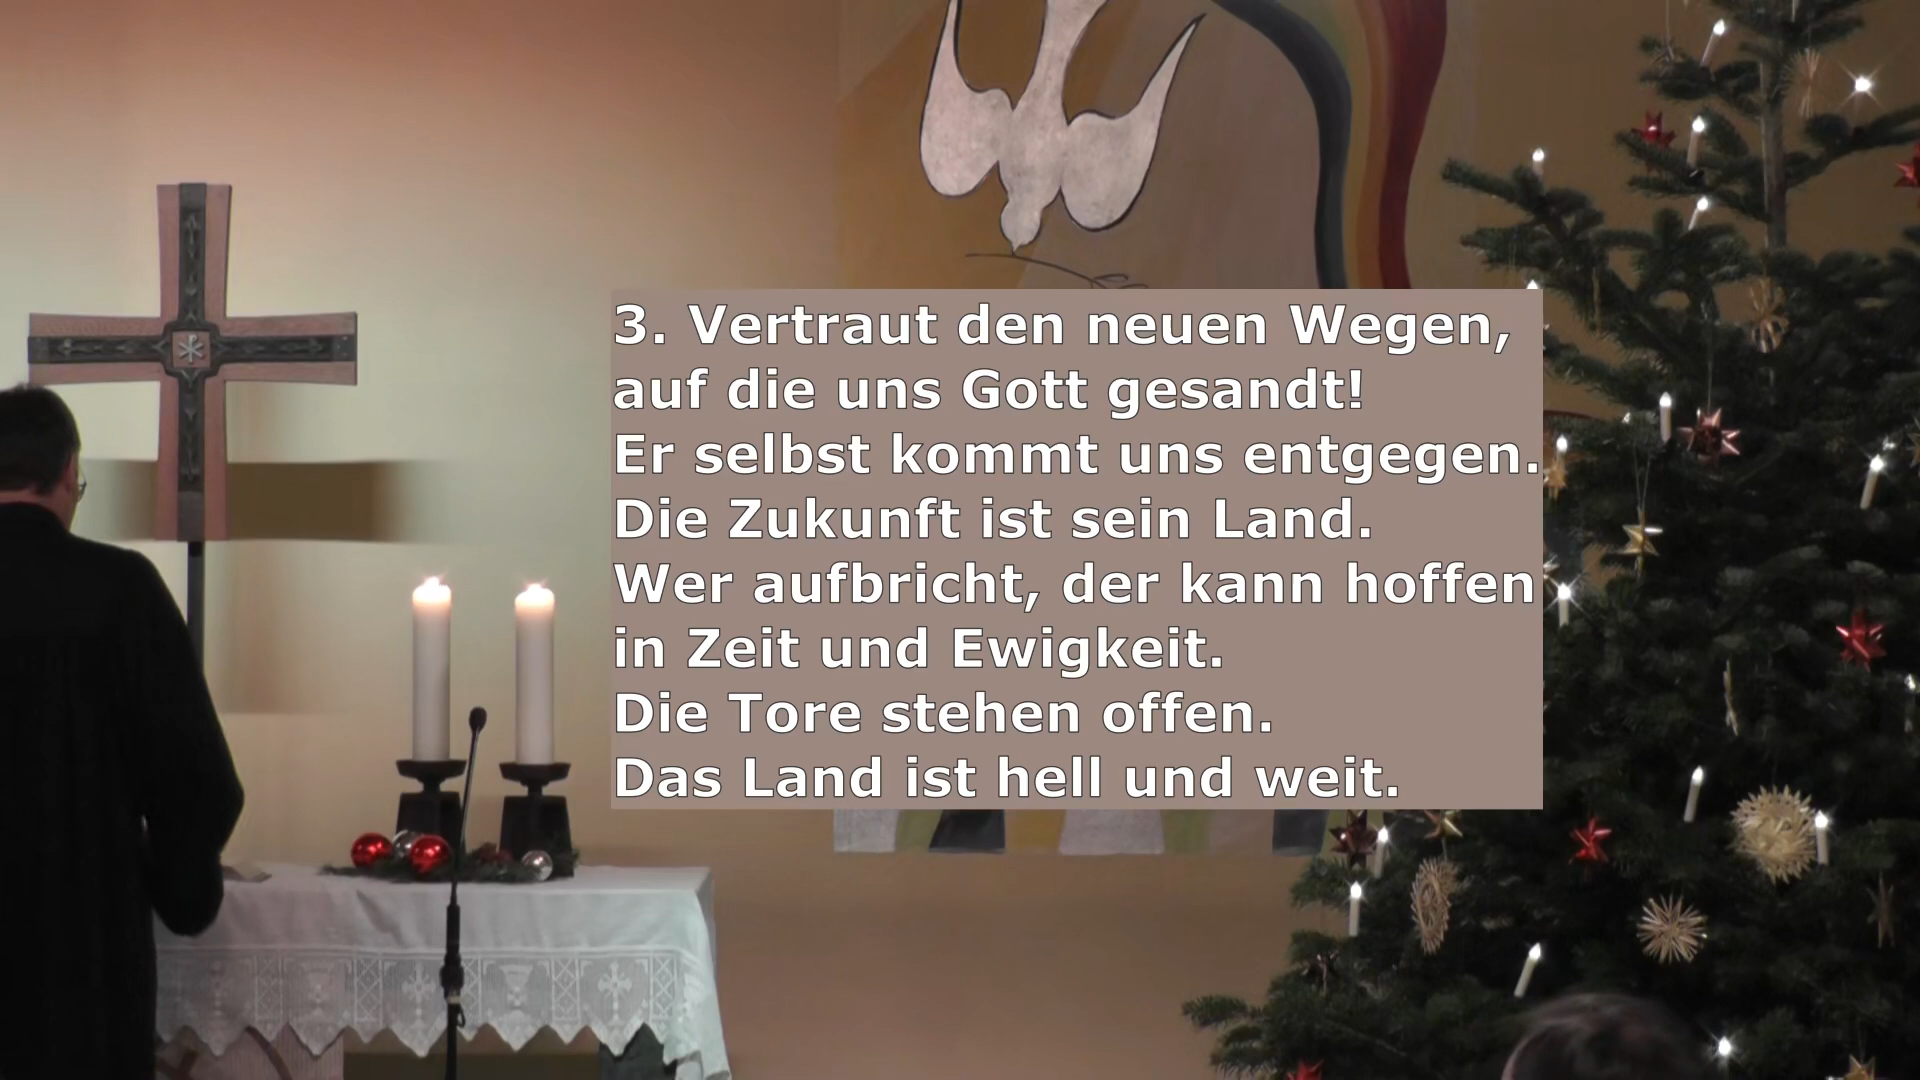 3. Vertraut den neuen Wegen,
auf die uns Gott gesandt!
Er selbst kommt uns entgegen.
Die Zukunft ist sein Land.
Wer aufbricht, der kann hoffen
in Zeit und Ewigkeit.
Die Tore stehen offen.
Das Land ist hell und weit.